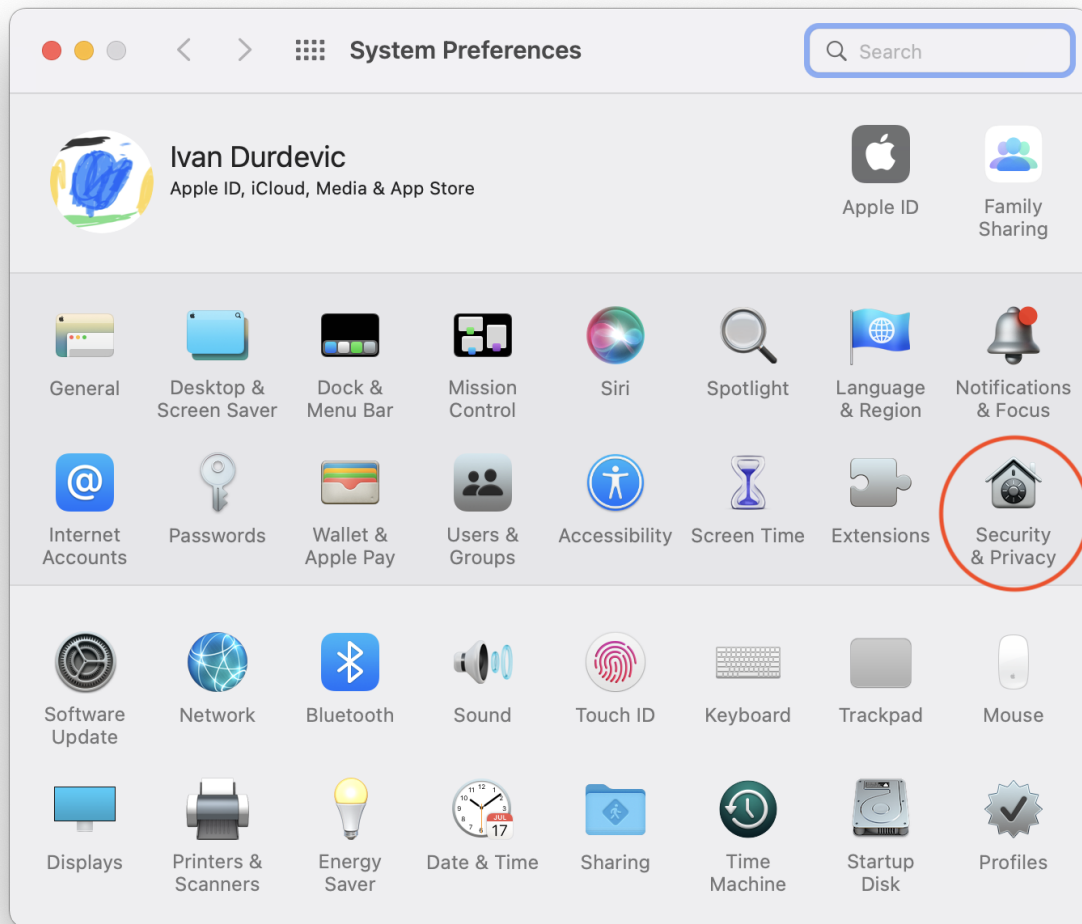 System Preferences
Search
Ivan Durdevic
Apple ID, iCloud, Media & App Store
Apple ID
Family
Sharing
General
Desktop &
Screen Saver
Dock &
Menu Bar
Mission
Control
Siri
Spotlight
Language
& Region
Notifications
& Focus
Internet
Accounts
Passwords
Wallet &
Apple Pay
Users &
Groups
Accessibility
Screen Time
Extensions
Security
& Privacy
Software
Update
Network
Bluetooth
Sound
Touch ID
Keyboard
Trackpad
Mouse
Displays
Printers &
Scanners
Energy
Saver
JUL
17
Date & Time
Sharing
Time
Machine
Startup
Disk
Profiles